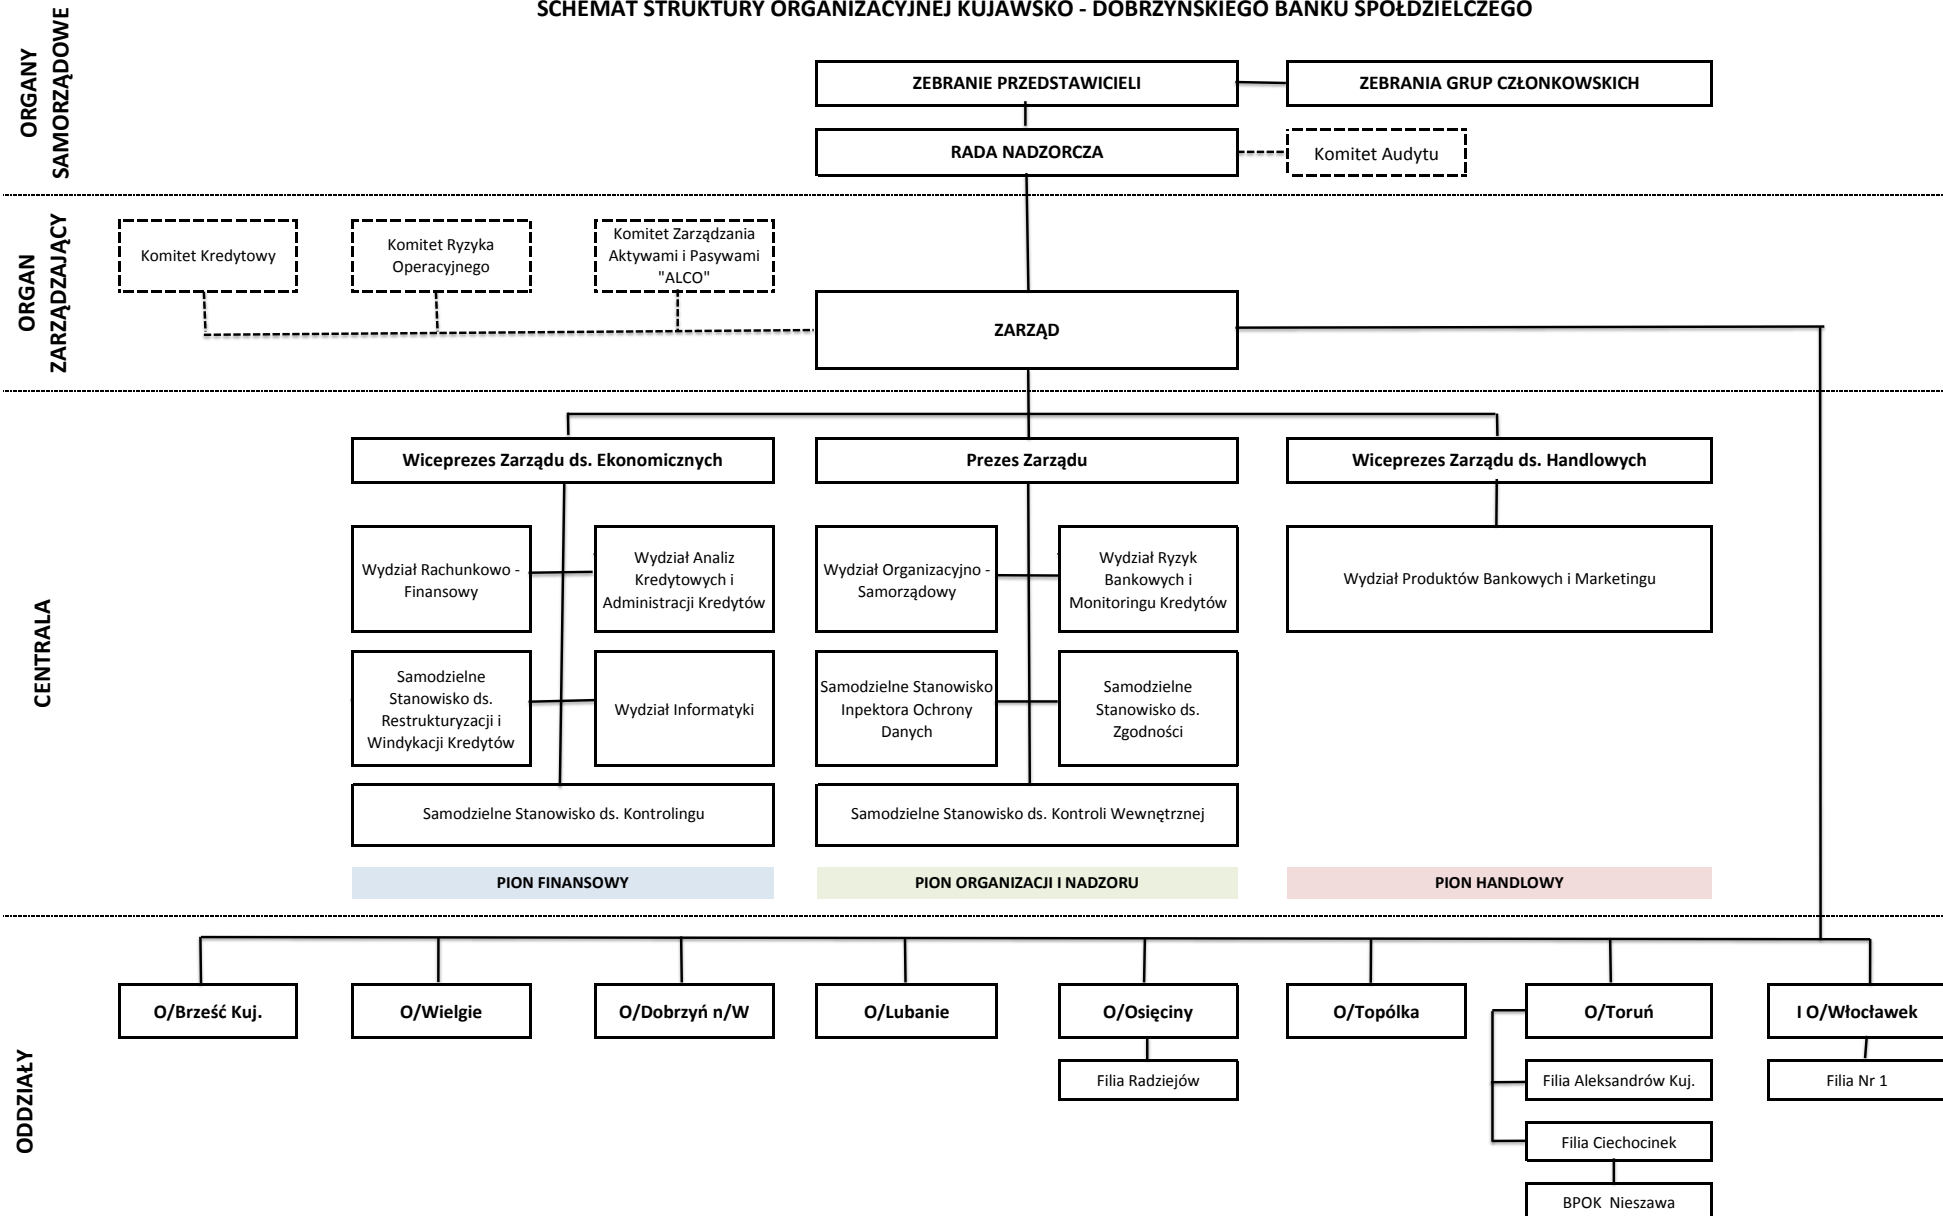 SCHEMAT STRUKTURY ORGANIZACYJNEJ KUJAWSKO - DOBRZYŃSKIEGO BANKU SPÓŁDZIELCZEGO
ORGANY
SAMORZĄDOWE
ZEBRANIE PRZEDSTAWICIELI
ZEBRANIA GRUP CZŁONKOWSKICH
RADA NADZORCZA
Komitet Audytu
ORGAN
ZARZĄDZAJĄCY
Komitet Kredytowy
Komitet Ryzyka
Operacyjnego
Komitet Zarządzania
Aktywami i Pasywami
"ALCO"
ZARZĄD
CENTRALA
Wiceprezes Zarządu ds. Ekonomicznych
Prezes Zarządu
Wiceprezes Zarządu ds. Handlowych
Wydział Rachunkowo -
Finansowy
Wydział Analiz
Kredytowych i
Administracji Kredytów
Wydział Organizacyjno -
Samorządowy
Wydział Ryzyk
Bankowych i
Monitoringu Kredytów
Wydział Produktów Bankowych i Marketingu
Samodzielne
Stanowisko ds.
Restrukturyzacji i
Windykacji Kredytów
Wydział Informatyki
Samodzielne Stanowisko
Inpektora Ochrony
Danych
Samodzielne
Stanowisko ds.
Zgodności
Samodzielne Stanowisko ds. Kontrolingu
Samodzielne Stanowisko ds. Kontroli Wewnętrznej
PION FINANSOWY
PION ORGANIZACJI I NADZORU
PION HANDLOWY
ODDZIAŁY
O/Brześć Kuj.
O/Wielgie
O/Dobrzyń n/W
O/Lubanie
O/Osięciny
O/Topólka
O/Toruń
I O/Włocławek
Filia Radziejów
Filia Aleksandrów Kuj.
Filia Nr 1
Filia Ciechocinek
BPOK Nieszawa